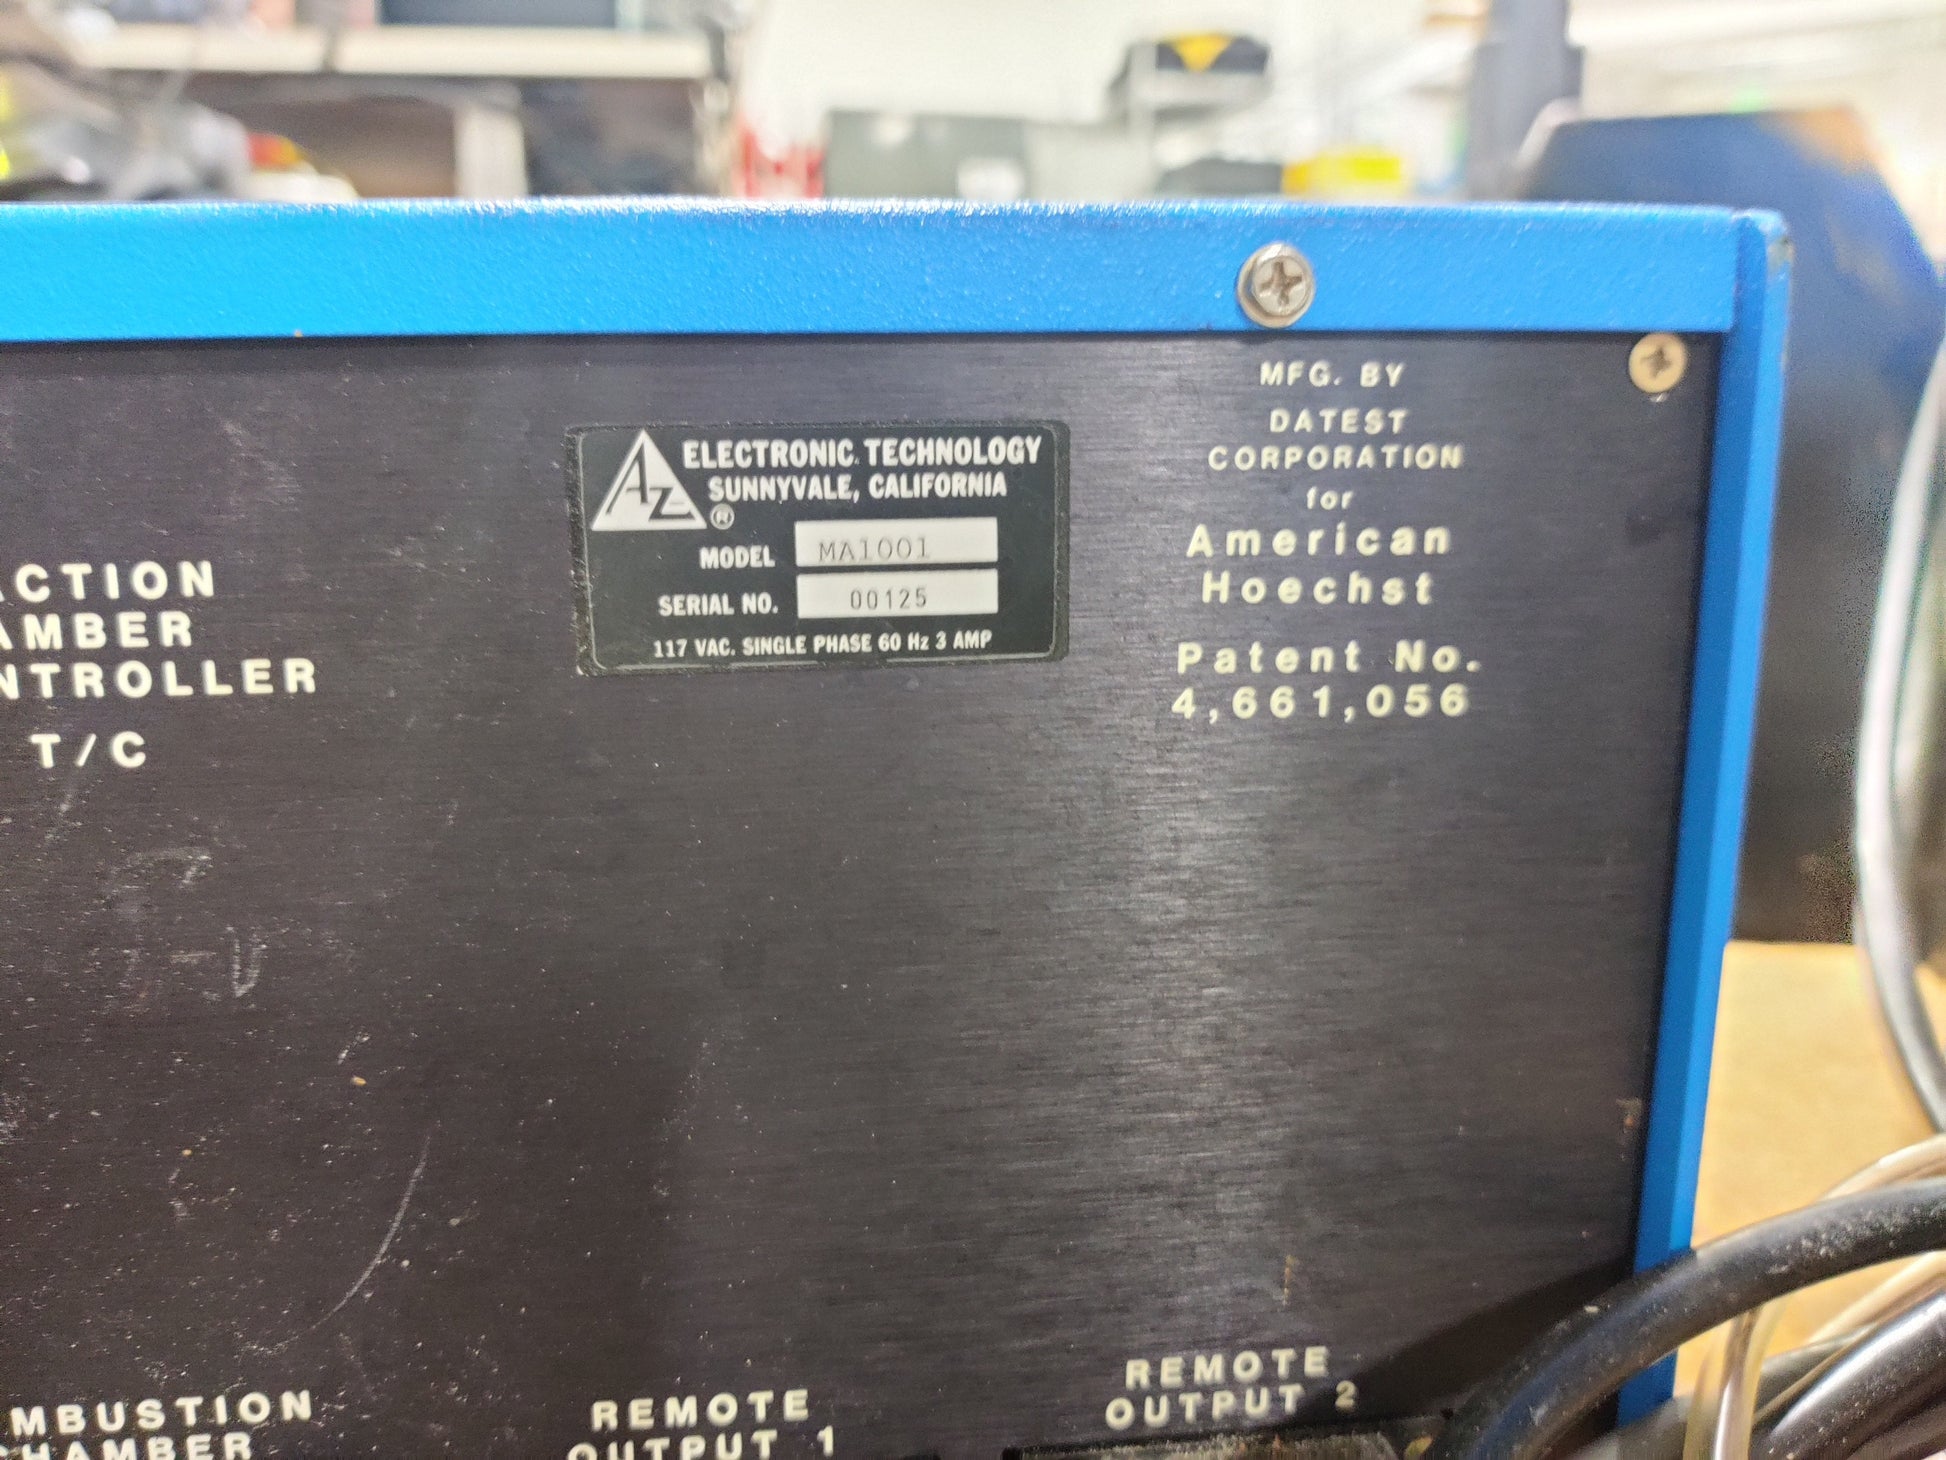 ACTION
AMBER
NTROLLER
T/C
AZ
ELECTRONIC TECHNOLOGY
SUNNYVALE, CALIFORNIA
®
MODEL MA1001
SERIAL NO. 00125
117 VAC. SINGLE PHASE 60 Hz 3 AMP
MFG. BY
DATEST
CORPORATION
for
American
Hoechst
Patent No.
4,661,056
MBUSTION
CHAMBER
REMOTE
OUTPUT 1
REMOTE
OUTPUT 2